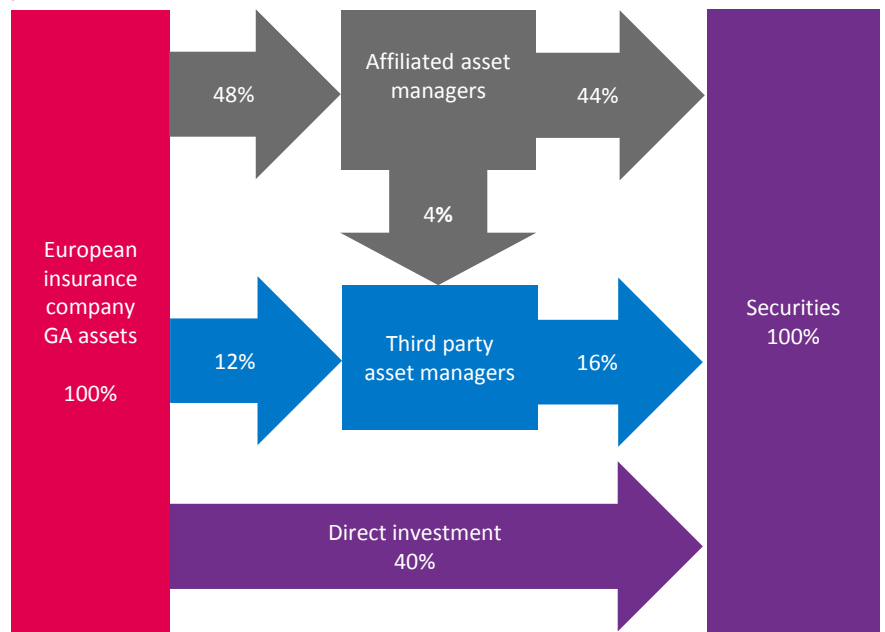 European
insurance
company
GA assets
100%
48%
Affiliated asset
managers
44%
4%
12%
Third party
asset managers
16%
Direct investment
40%
Securities
100%